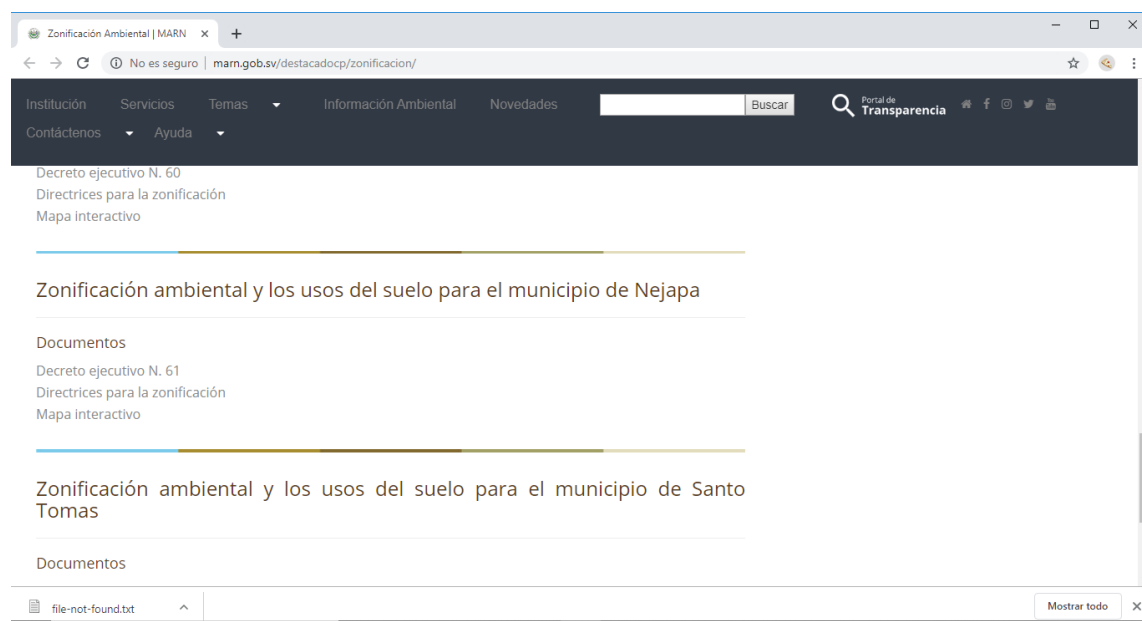 Zonificación Ambiental | MARN
No es seguro | marn.gob.sv/destacadocp/zonificacion/
Institución Servicios Temas Información Ambiental Novedades Buscar Portal de Transparencia
Contáctenos Ayuda
Decreto ejecutivo N. 60
Directrices para la zonificación
Mapa interactivo
Zonificación ambiental y los usos del suelo para el municipio de Nejapa
Documentos
Decreto ejecutivo N. 61
Directrices para la zonificación
Mapa interactivo
Zonificación ambiental y los usos del suelo para el municipio de Santo
Tomas
Documentos
file-not-found.txt Mostrar todo